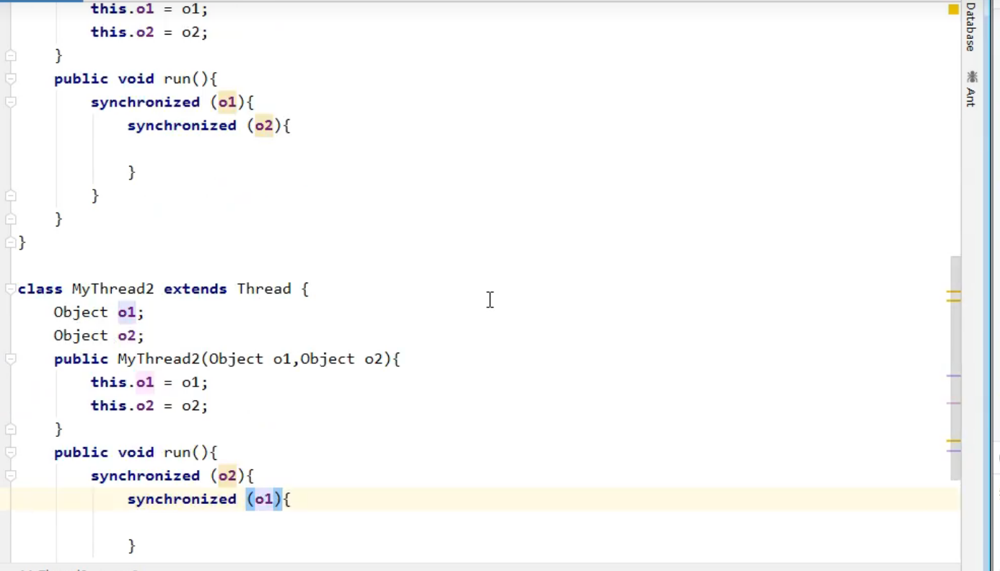 this.o1 = o1;
this.o2 = o2;
}
public void run(){
synchronized (o1){
synchronized (o2){
}
}
}
}
class MyThread2 extends Thread {
Object o1;
Object o2;
public MyThread2(Object o1,Object o2){
this.o1 = o1;
this.o2 = o2;
}
public void run(){
synchronized (o2){
synchronized (o1){
}
Database
Ant